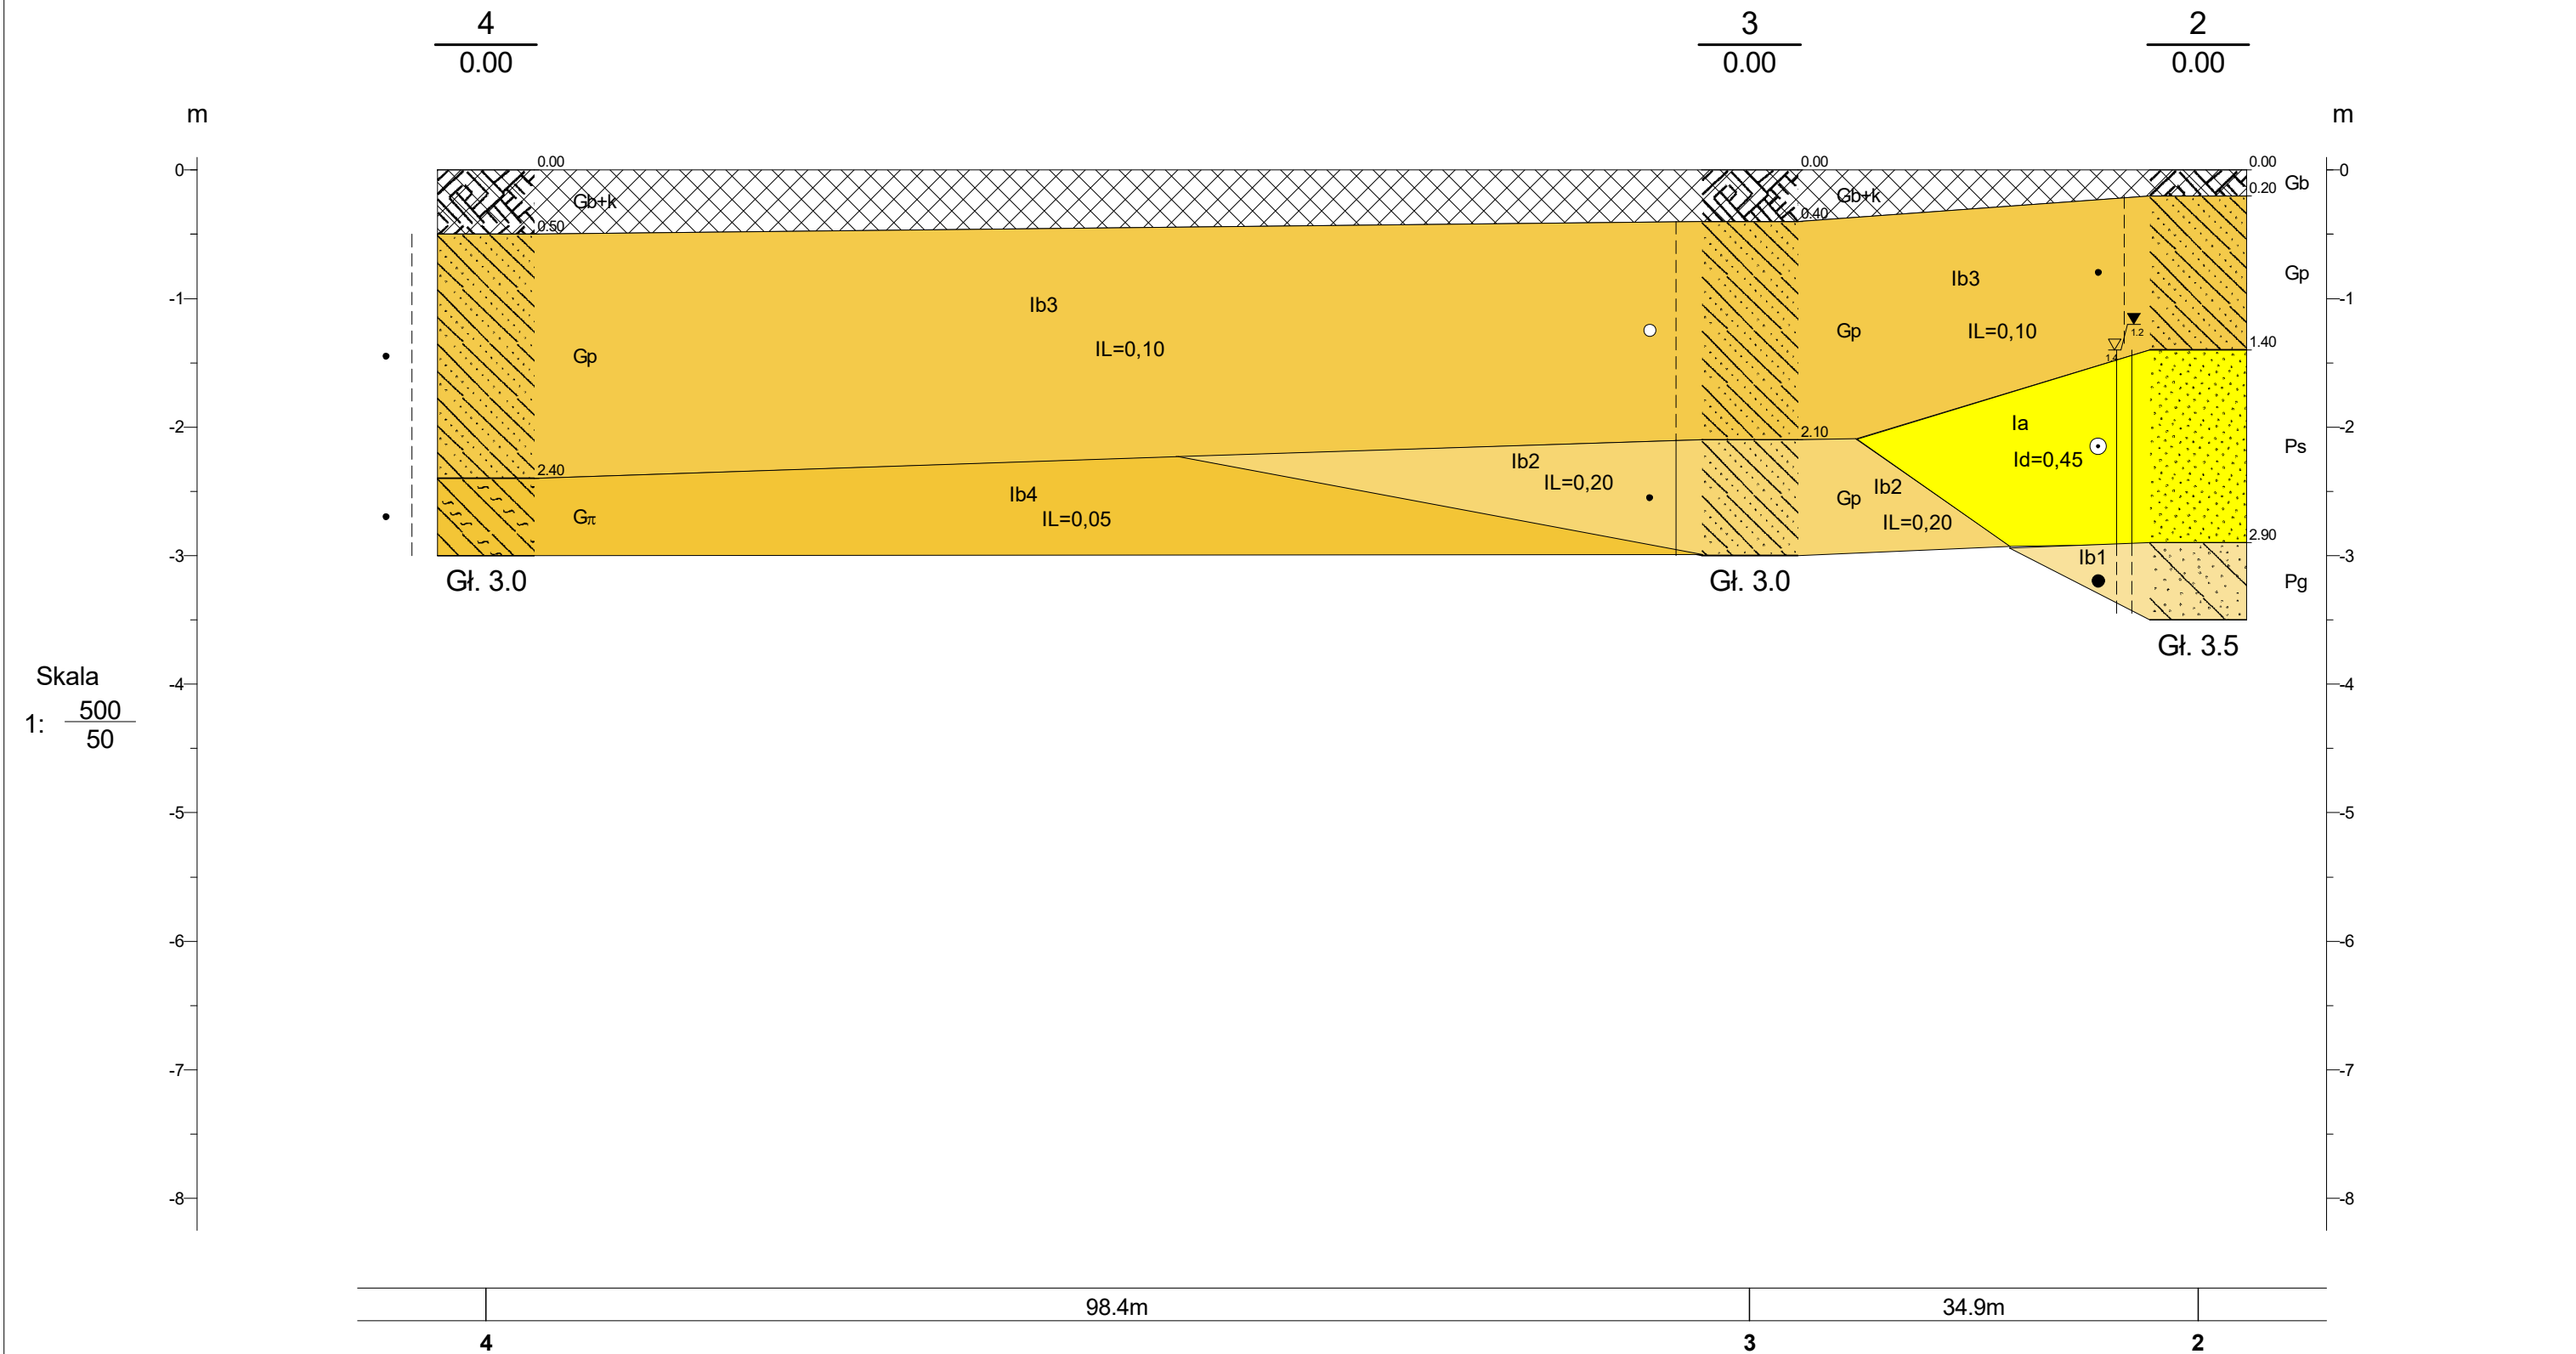 4 3 2
0.00 0.00 0.00
m m
0.00 0.00 0.00
0 0
Gb
0.20
Gb+k Gb+k
0.40
0.50
Gp
Ib3 Ib3
-1 -1
1.2
Gp IL=0,10 Gp IL=0,10
1.40
Ia
-2 -2
2.10
Ps
Id=0,45
Ib2
2.40
IL=0,20
Ib4 Gp Ib2
Gπ IL=0,05 IL=0,20
2.90
-3 -3
Ib1
Gł. 3.0 Gł. 3.0 Pg
Gł. 3.5
Skala
-4 -4
1: 500
50
-5 -5
-6 -6
-7 -7
-8 -8
98.4m 34.9m
4 3 2